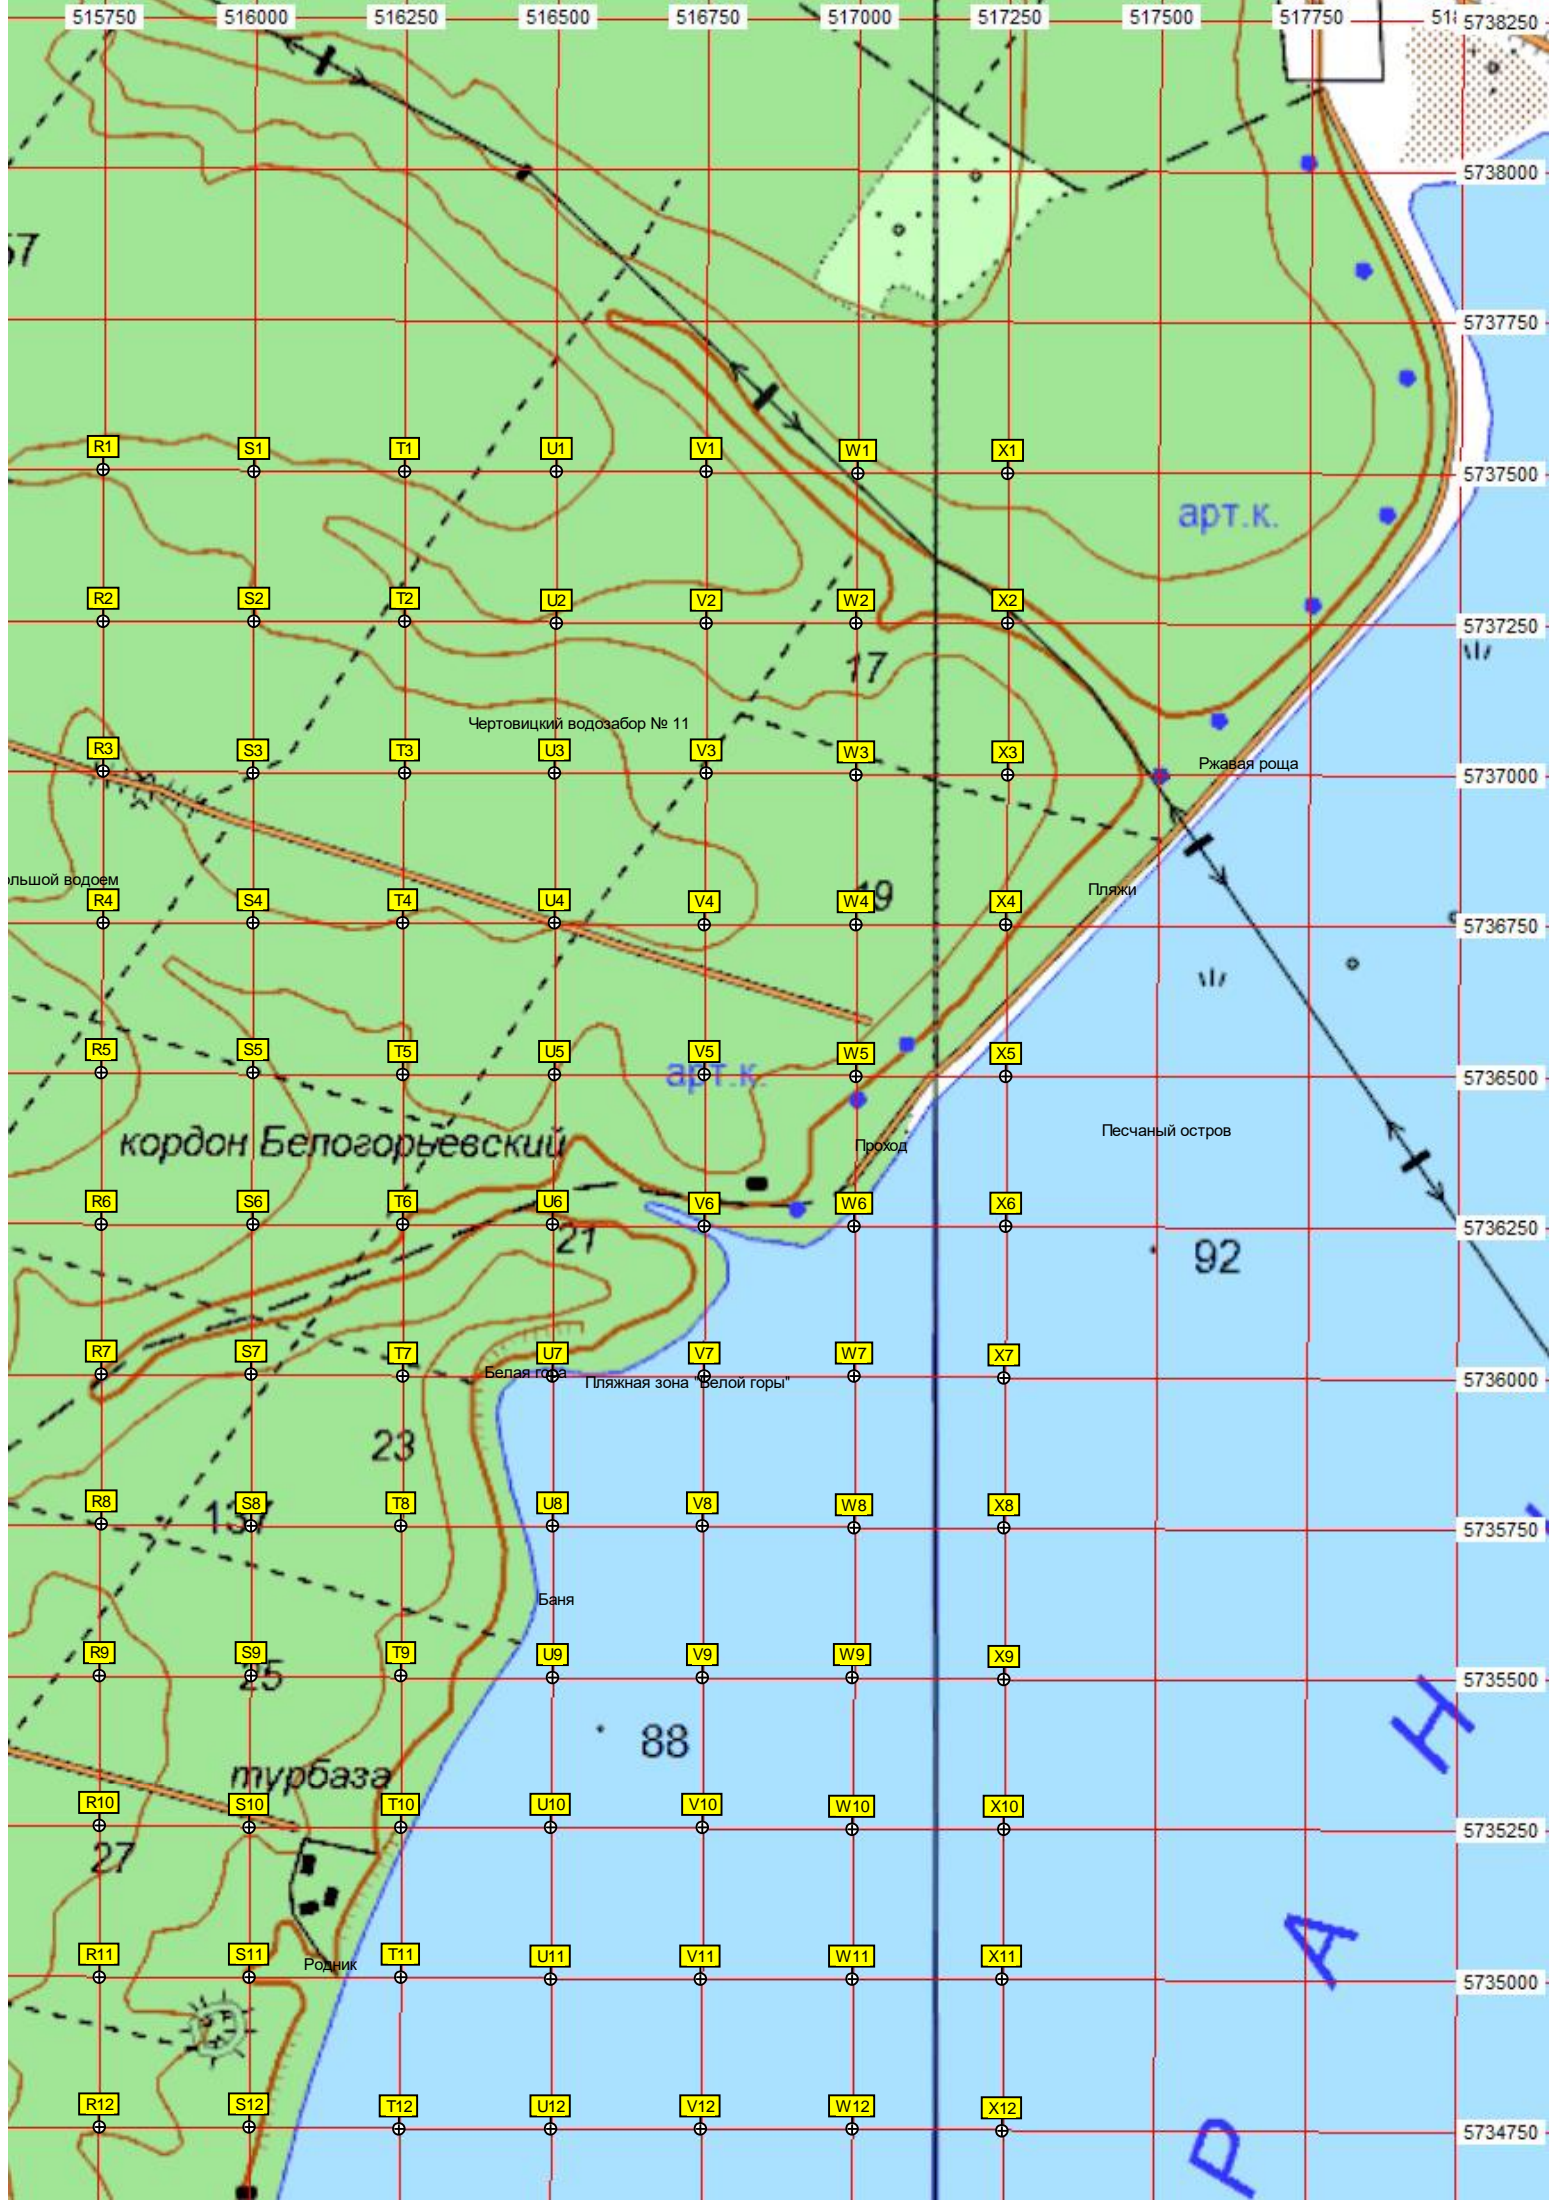 515750 516000 516250 516500 516750 517000 517250 517500 517750 518
5738250
5738000
57
5737750
R1 S1 T1 U1 V1 W1 X1
5737500
арт.к.
R2 S2 T2 U2 V2 W2 X2
5737250
17
Чертовицкий водозабор № 11
R3 S3 T3 U3 V3 W3 X3
Ржавая роща
5737000
ольшой водоем
19
Пляжи
R4 S4 T4 U4 V4 W4 X4
5736750
R5 S5 T5 U5 V5 W5 X5
арт.к.
5736500
кордон Белогорьевский
Проход
Песчаный остров
R6 S6 T6 U6 V6 W6 X6
5736250
21
92
R7 S7 T7 U7 V7 W7 X7
Белая гора
Пляжная зона "Белой горы"
5736000
23
R8 S8 T8 U8 V8 W8 X8
137
5735750
Баня
R9 S9 T9 U9 V9 W9 X9
25
5735500
Н
88
турбаза
R10 S10 T10 U10 V10 W10 X10
5735250
27
А
R11 S11 T11 U11 V11 W11 X11
Родник
5735000
R12 S12 T12 U12 V12 W12 X12
5734750
Р